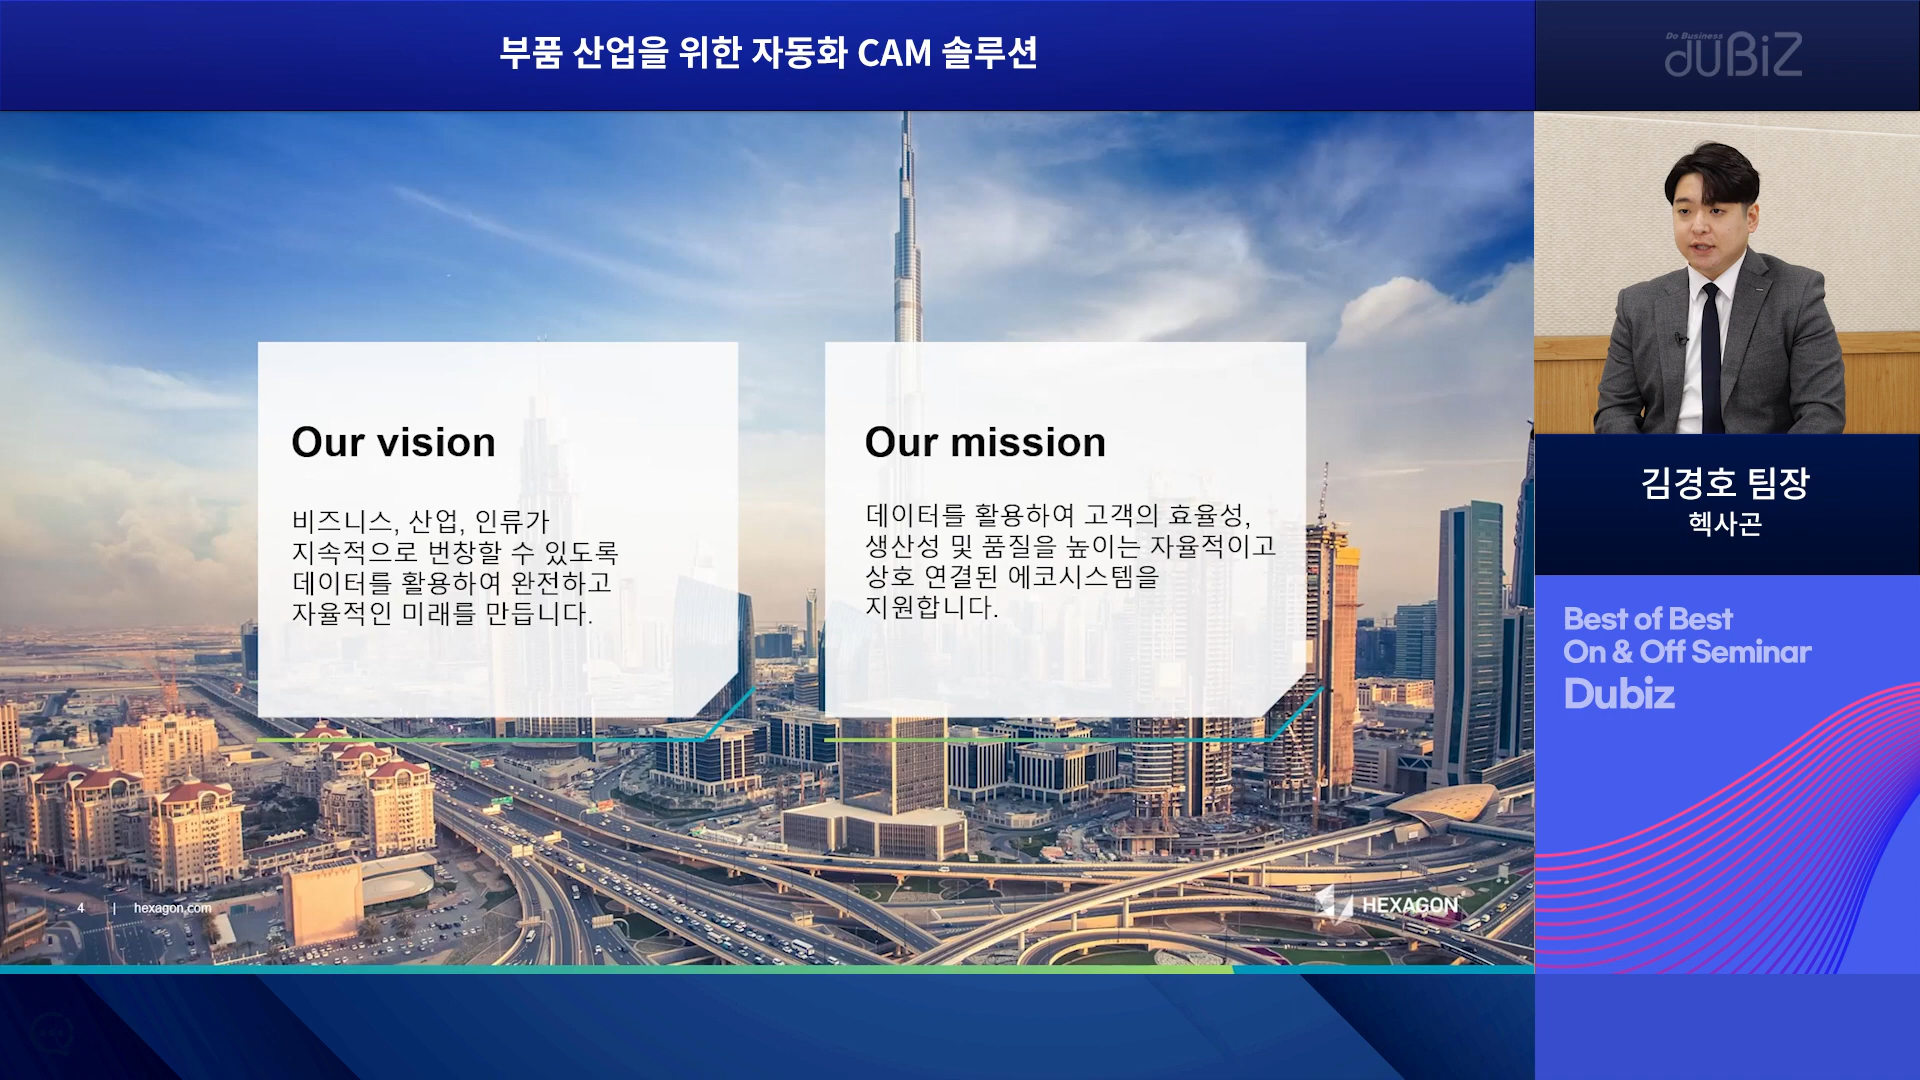 부품 산업을 위한 자동화 CAM 솔루션
Do Business
duBiZ
Our vision
비즈니스, 산업, 인류가
지속적으로 번창할 수 있도록
데이터를 활용하여 완전하고
자율적인 미래를 만듭니다.
Our mission
데이터를 활용하여 고객의 효율성,
생산성 및 품질을 높이는 자율적이고
상호 연결된 에코시스템을
지원합니다.
4 | hexagon.com
HEXAGON
김경호 팀장
헥사곤
Best of Best
On & Off Seminar
Dubiz